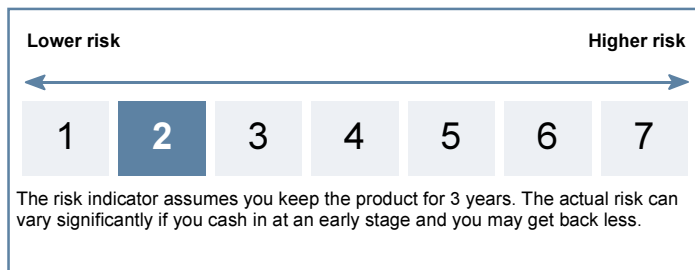 Lower risk Higher risk
1 2 3 4 5 6 7
The risk indicator assumes you keep the product for 3 years. The actual risk can
vary significantly if you cash in at an early stage and you may get back less.